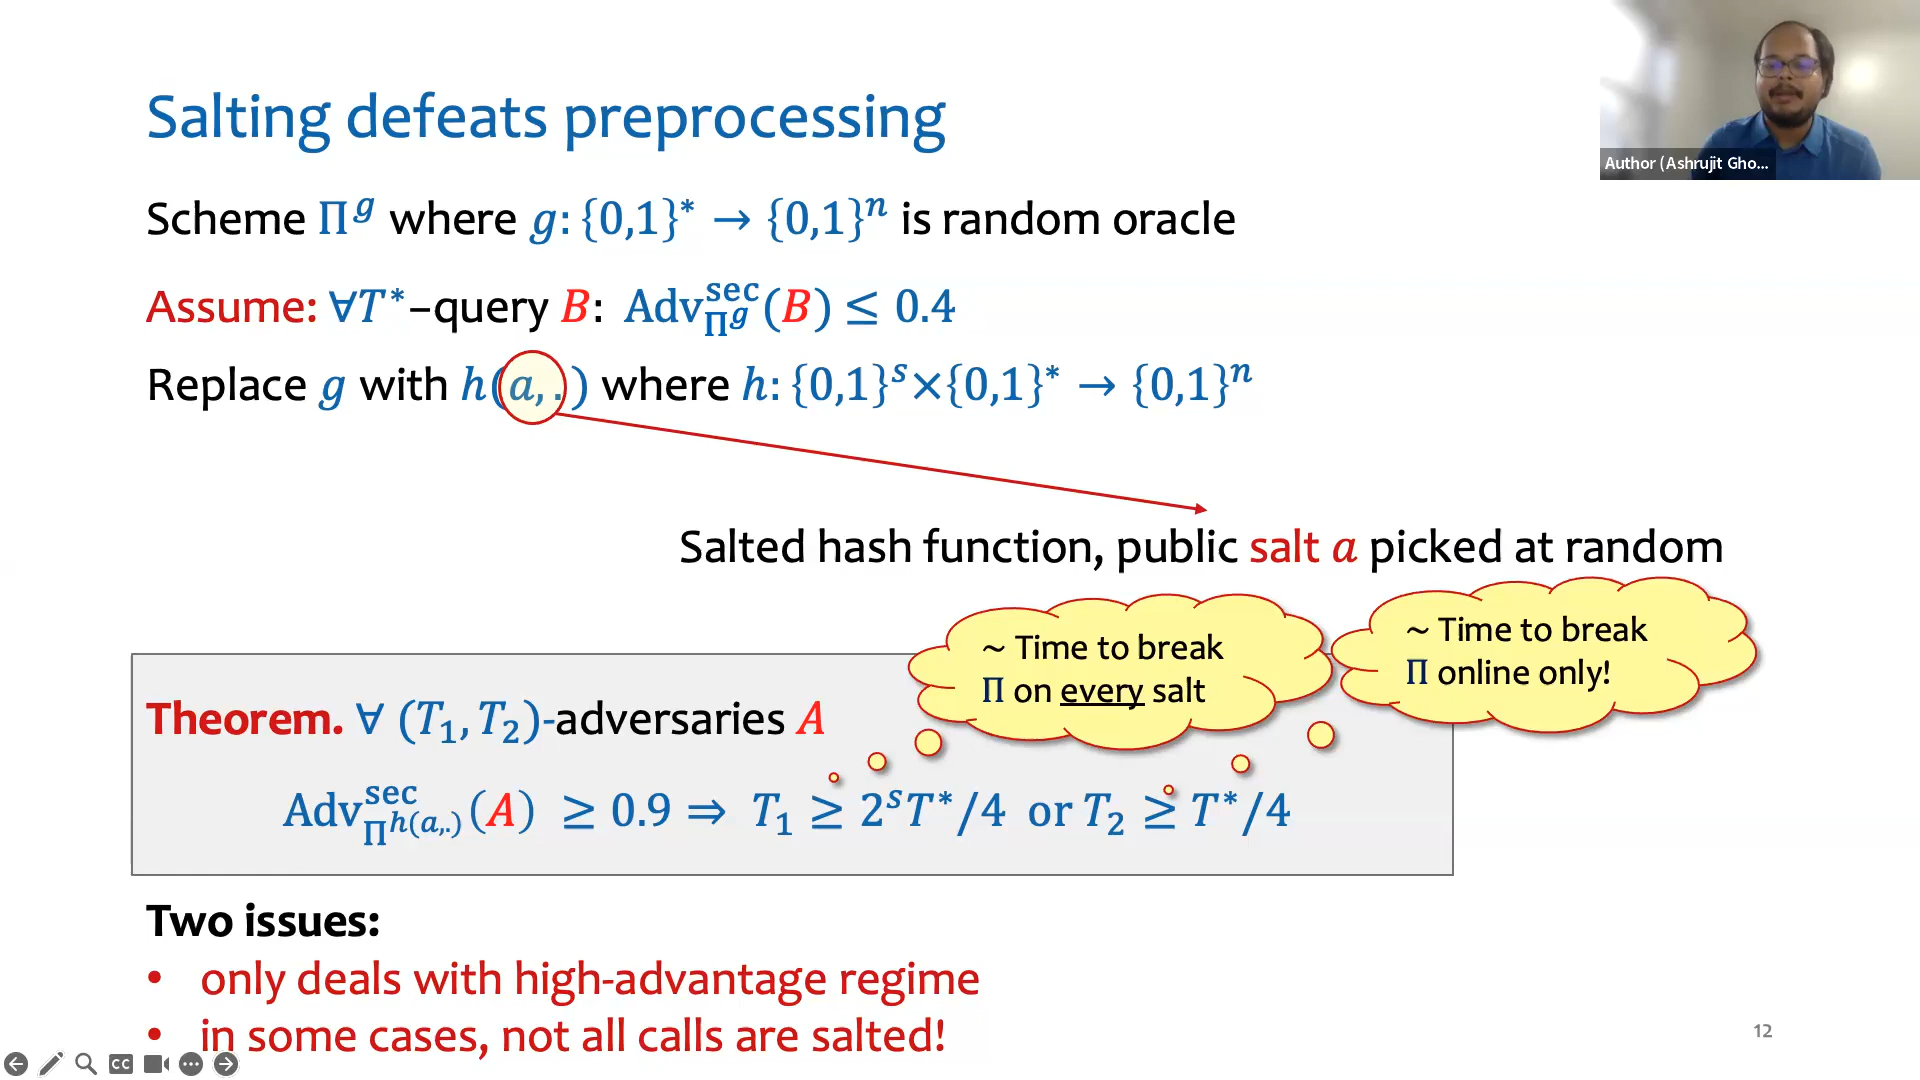 Author (Ashrujit Gho...
Salting defeats preprocessing
Scheme Π^g where g: {0,1}* → {0,1}^n is random oracle
Assume: ∀T*–query B: Adv^sec_{Π^g}(B) ≤ 0.4
Replace g with h(a,.) where h: {0,1}^s×{0,1}* → {0,1}^n
Salted hash function, public salt a picked at random
~ Time to break
Π on every salt
~ Time to break
Π online only!
Theorem. ∀ (T₁, T₂)-adversaries A
Adv^sec_{Π^{h(a,.)}}(A) ≥ 0.9 ⇒ T₁ ≥ 2^s T*/4 or T₂ ≥ T*/4
Two issues:
• only deals with high-advantage regime
• in some cases, not all calls are salted!
12
CC